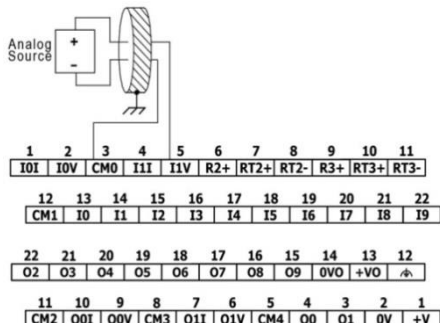 Analog
Source
+
−
1 2 3 4 5 6 7 8 9 10 11
I0I I0V CM0 I1I I1V R2+ RT2+ RT2- R3+ RT3+ RT3-
12 13 14 15 16 17 18 19 20 21 22
CM1 I0 I1 I2 I3 I4 I5 I6 I7 I8 I9
22 21 20 19 18 17 16 15 14 13 12
O2 O3 O4 O5 O6 O7 O8 O9 0VO +VO
11 10 9 8 7 6 5 4 3 2 1
CM2 O0I O0V CM3 O1I O1V CM4 O0 O1 0V +V